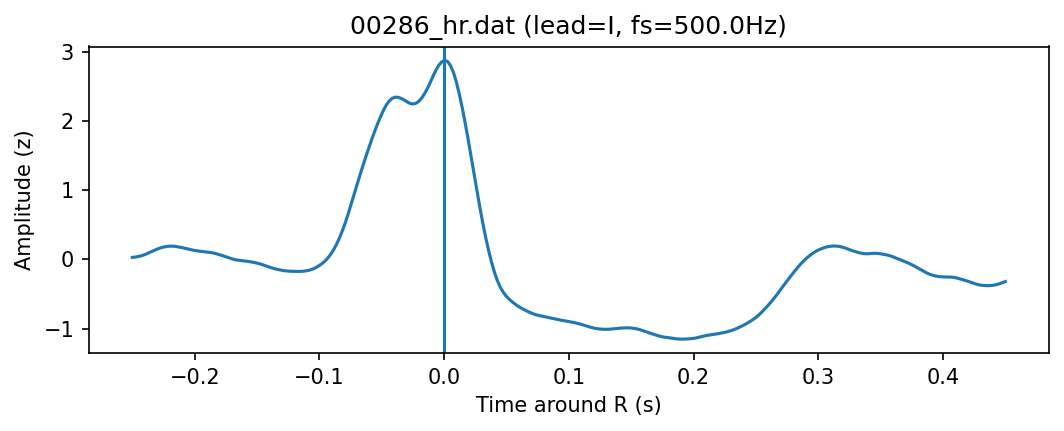 00286_hr.dat (lead=I, fs=500.0Hz)
Amplitude (z)
3
2
1
0
−1
−0.2 −0.1 0.0 0.1 0.2 0.3 0.4
Time around R (s)